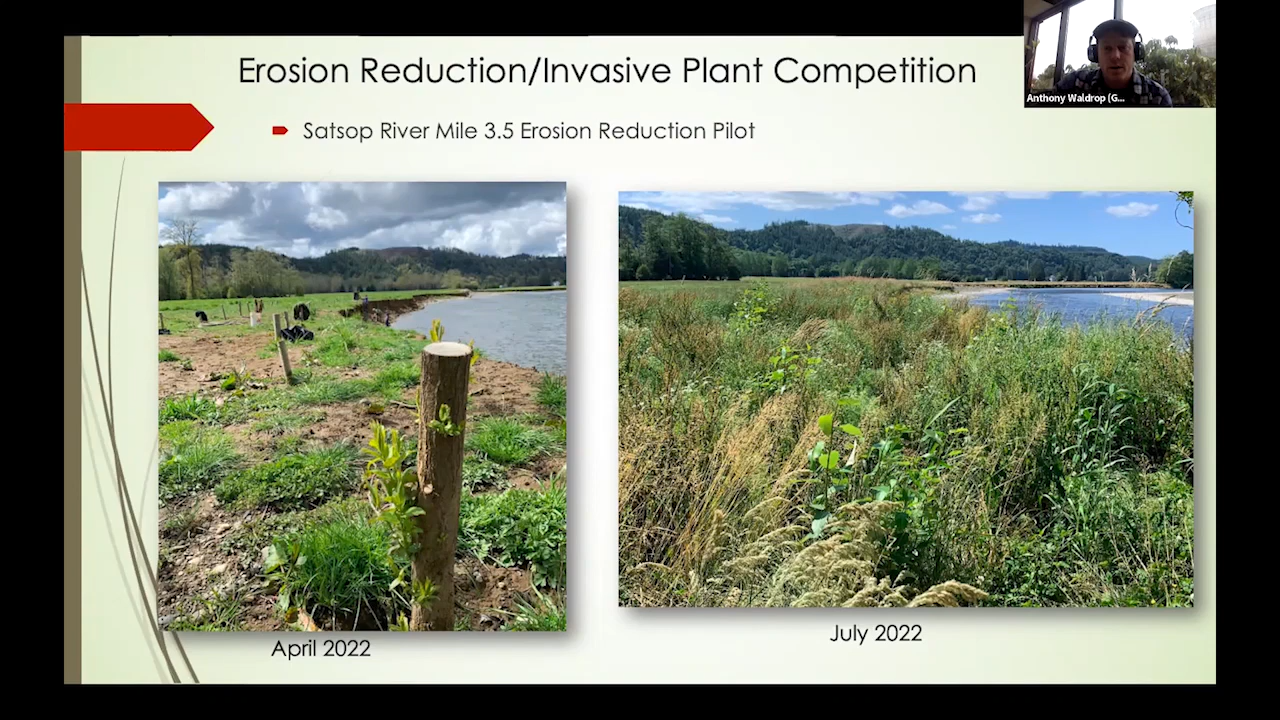 Erosion Reduction/Invasive Plant Competition
Anthony Waldrop (G...
Satsop River Mile 3.5 Erosion Reduction Pilot
April 2022
July 2022